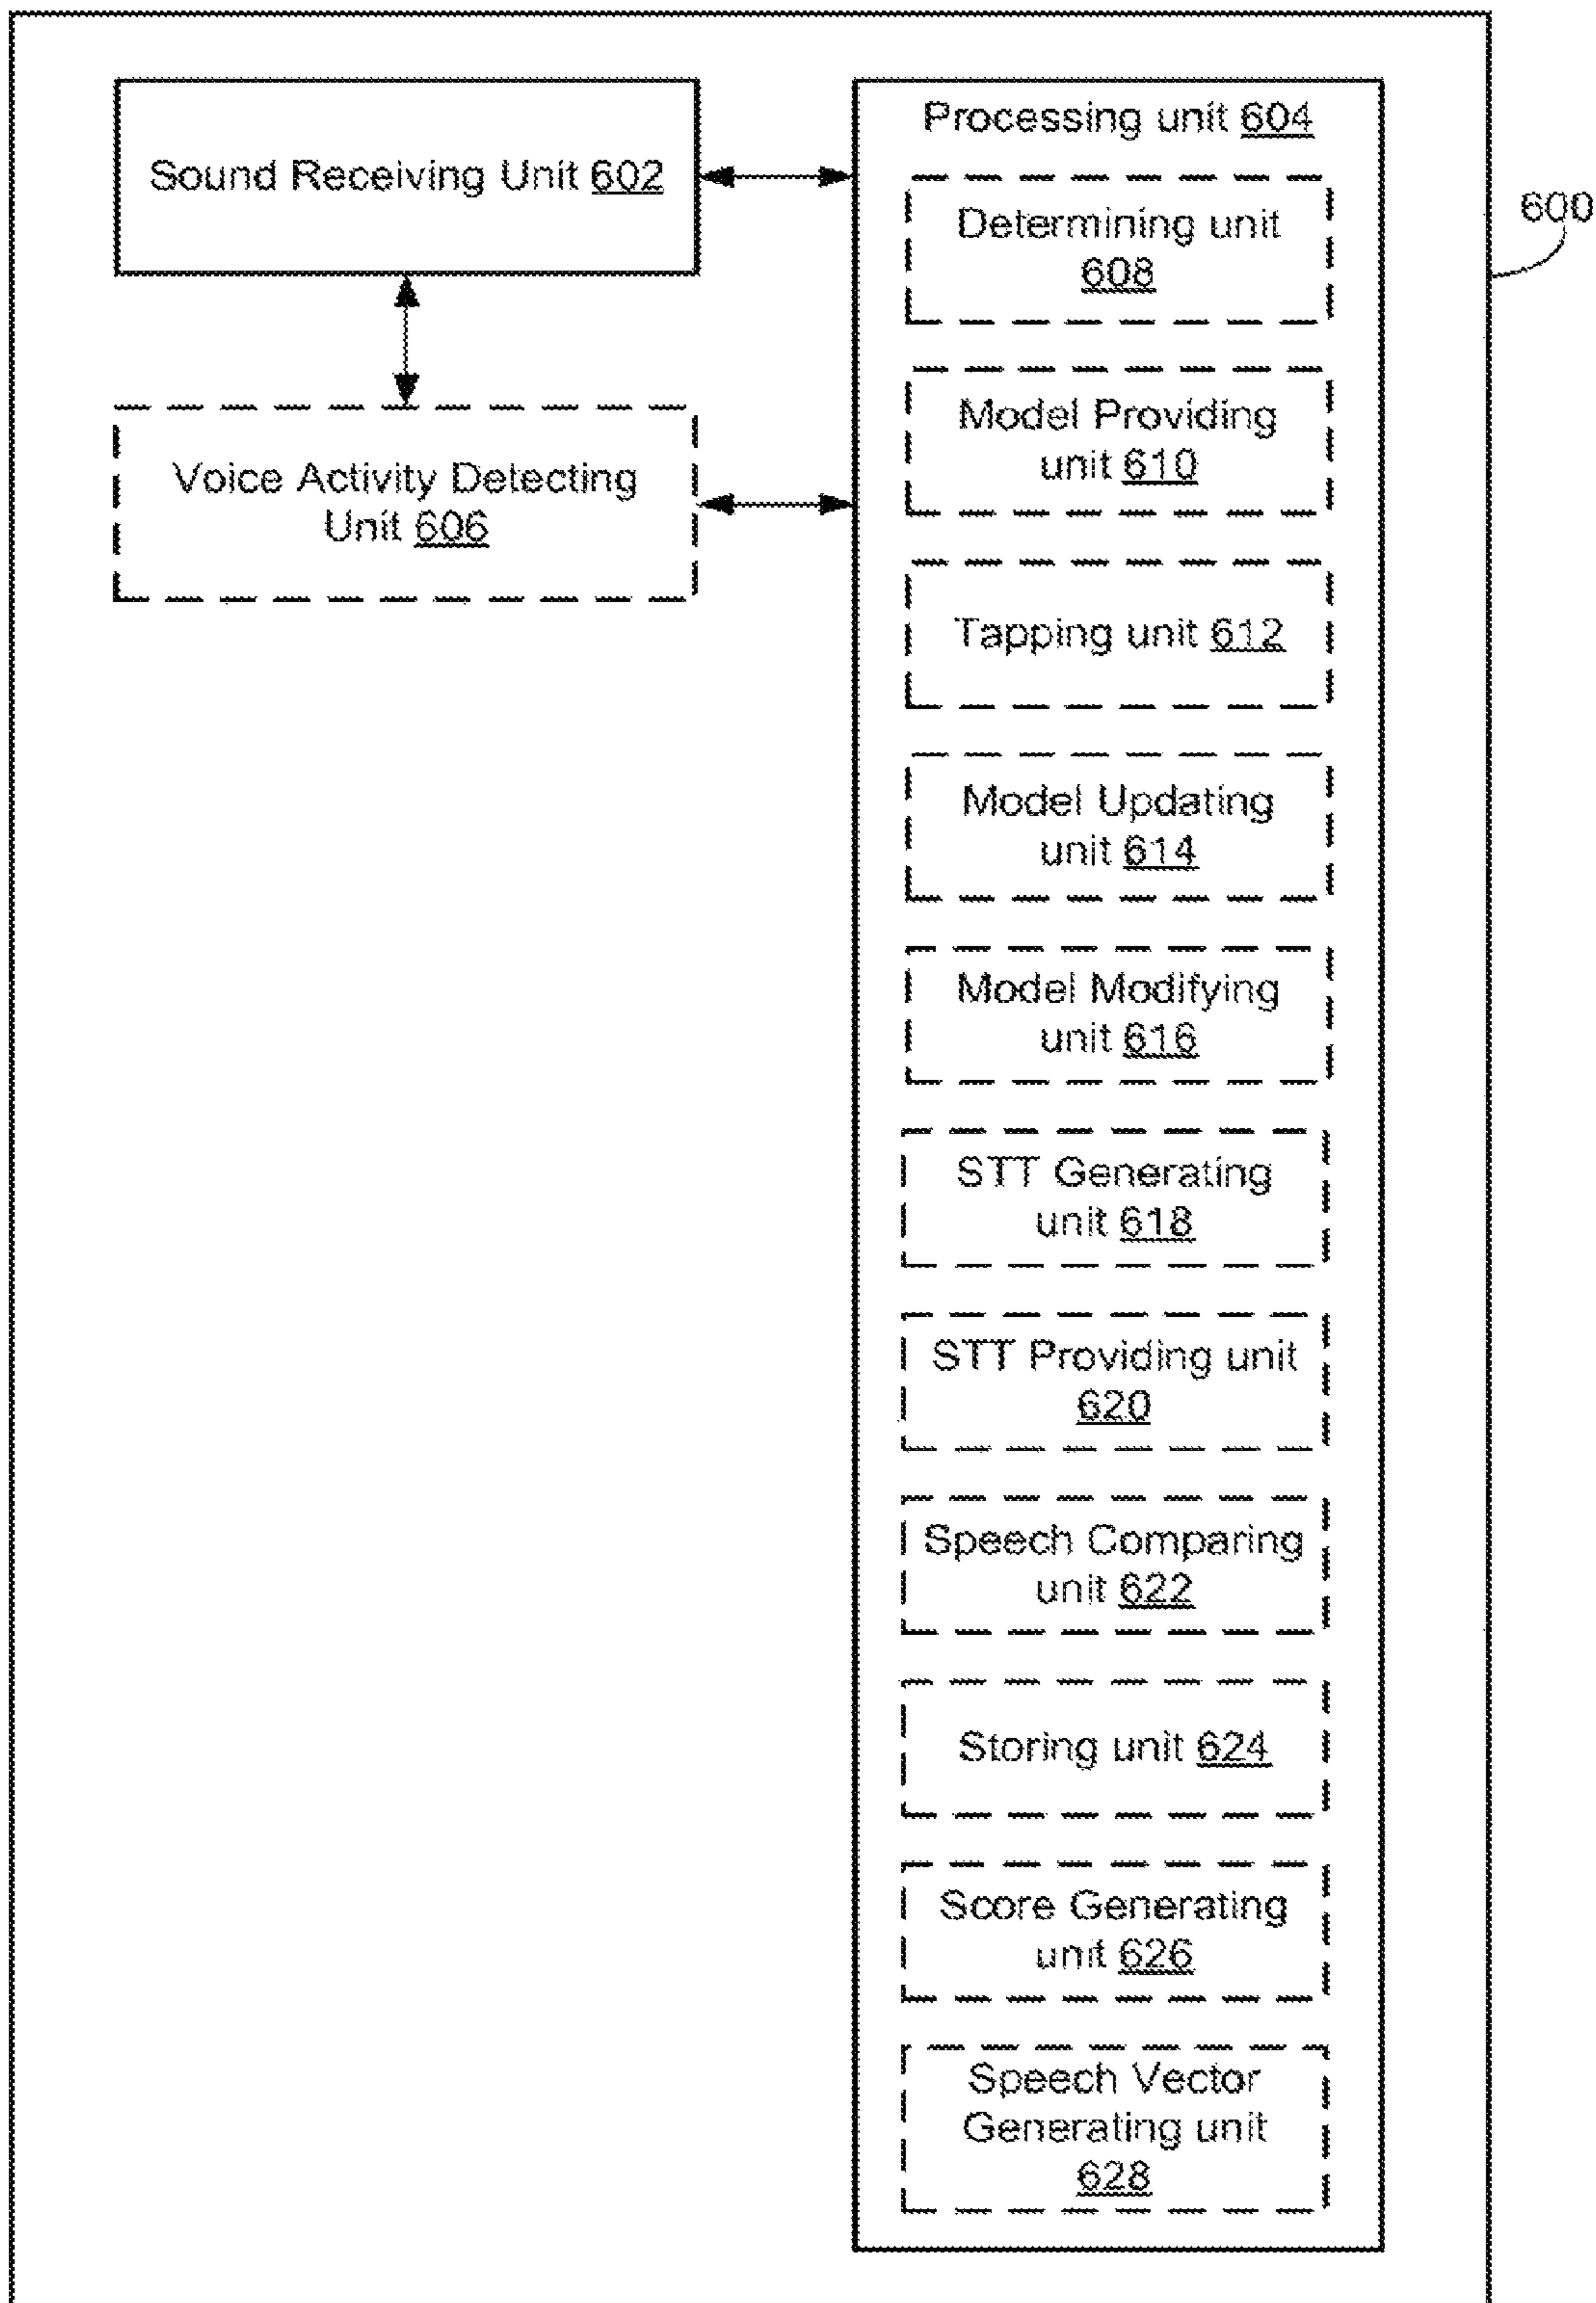 Sound Receiving Unit 602
Voice Activity Detecting
Unit 606
Processing unit 604
Determining unit
608
Model Providing
unit 610
Tapping unit 612
Model Updating
unit 614
Model Modifying
unit 616
STT Generating
unit 618
STT Providing unit
620
Speech Comparing
unit 622
Storing unit 624
Score Generating
unit 626
Speech Vector
Generating unit
628
600